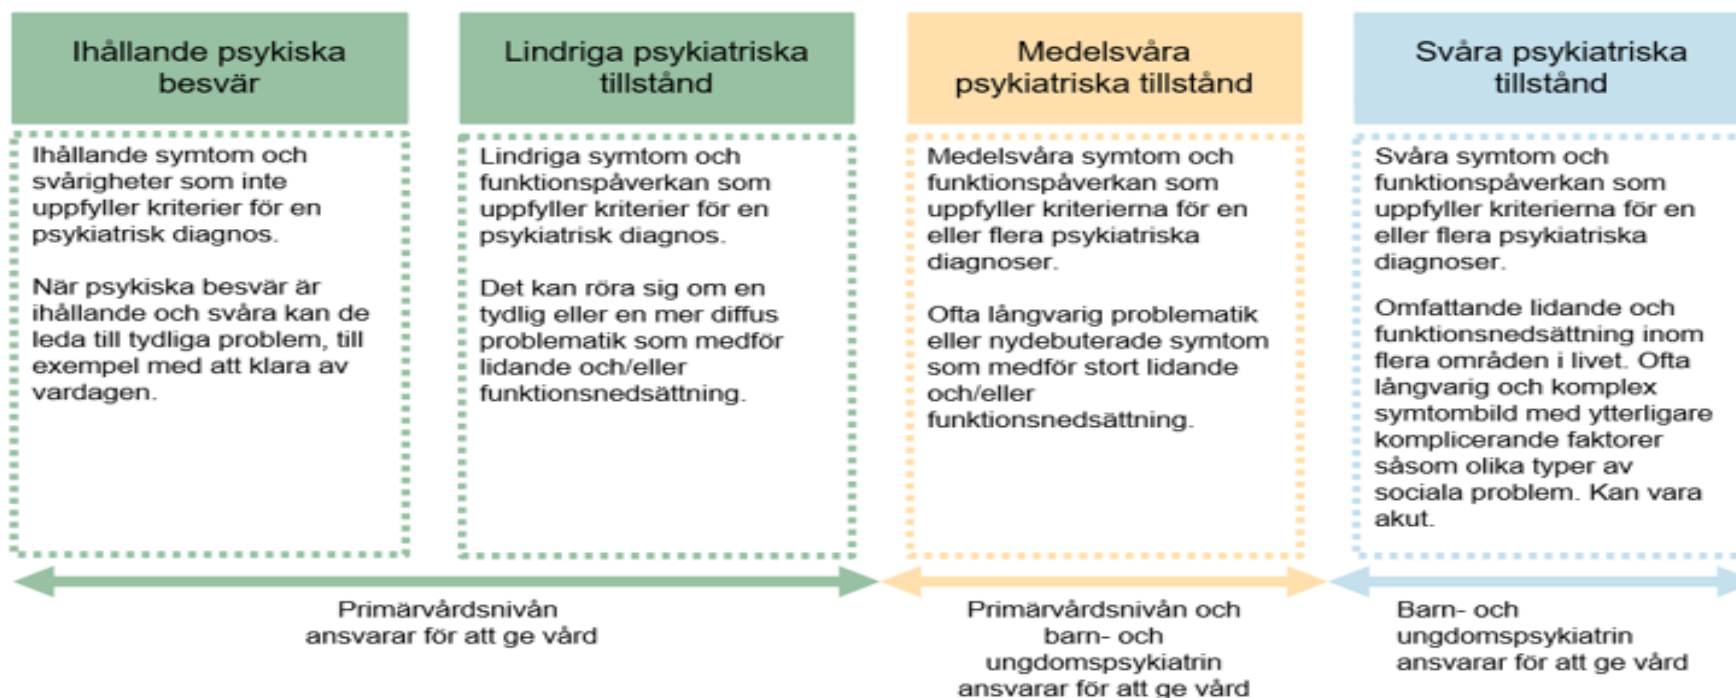 Ihållande psykiska
besvär
Ihållande symtom och
svårigheter som inte
uppfyller kriterier för en
psykiatrisk diagnos.
När psykiska besvär är
ihållande och svåra kan de
leda till tydliga problem, till
exempel med att klara av
vardagen.
Lindriga psykiatriska
tillstånd
Lindriga symtom och
funktionspåverkan som
uppfyller kriterier för en
psykiatrisk diagnos.
Det kan röra sig om en
tydlig eller en mer diffus
problematik som medför
lidande och/eller
funktionsnedsättning.
Medelsvåra
psykiatriska tillstånd
Medelsvåra symtom och
funktionspåverkan som
uppfyller kriterierna för en
eller flera psykiatriska
diagnoser.
Ofta långvarig problematik
eller nydebuterade symtom
som medför stort lidande
och/eller
funktionsnedsättning.
Svåra psykiatriska
tillstånd
Svåra symtom och
funktionspåverkan som
uppfyller kriterierna för en
eller flera psykiatriska
diagnoser.
Omfattande lidande och
funktionsnedsättning inom
flera områden i livet. Ofta
långvarig och komplex
symtombild med ytterligare
komplicerande faktorer
såsom olika typer av
sociala problem. Kan vara
akut.
Primärvårdsnivån
ansvarar för att ge vård
Primärvårdsnivån och
barn- och
ungdomspsykiatrin
ansvarar för att ge vård
Barn- och
ungdomspsykiatrin
ansvarar för att ge vård